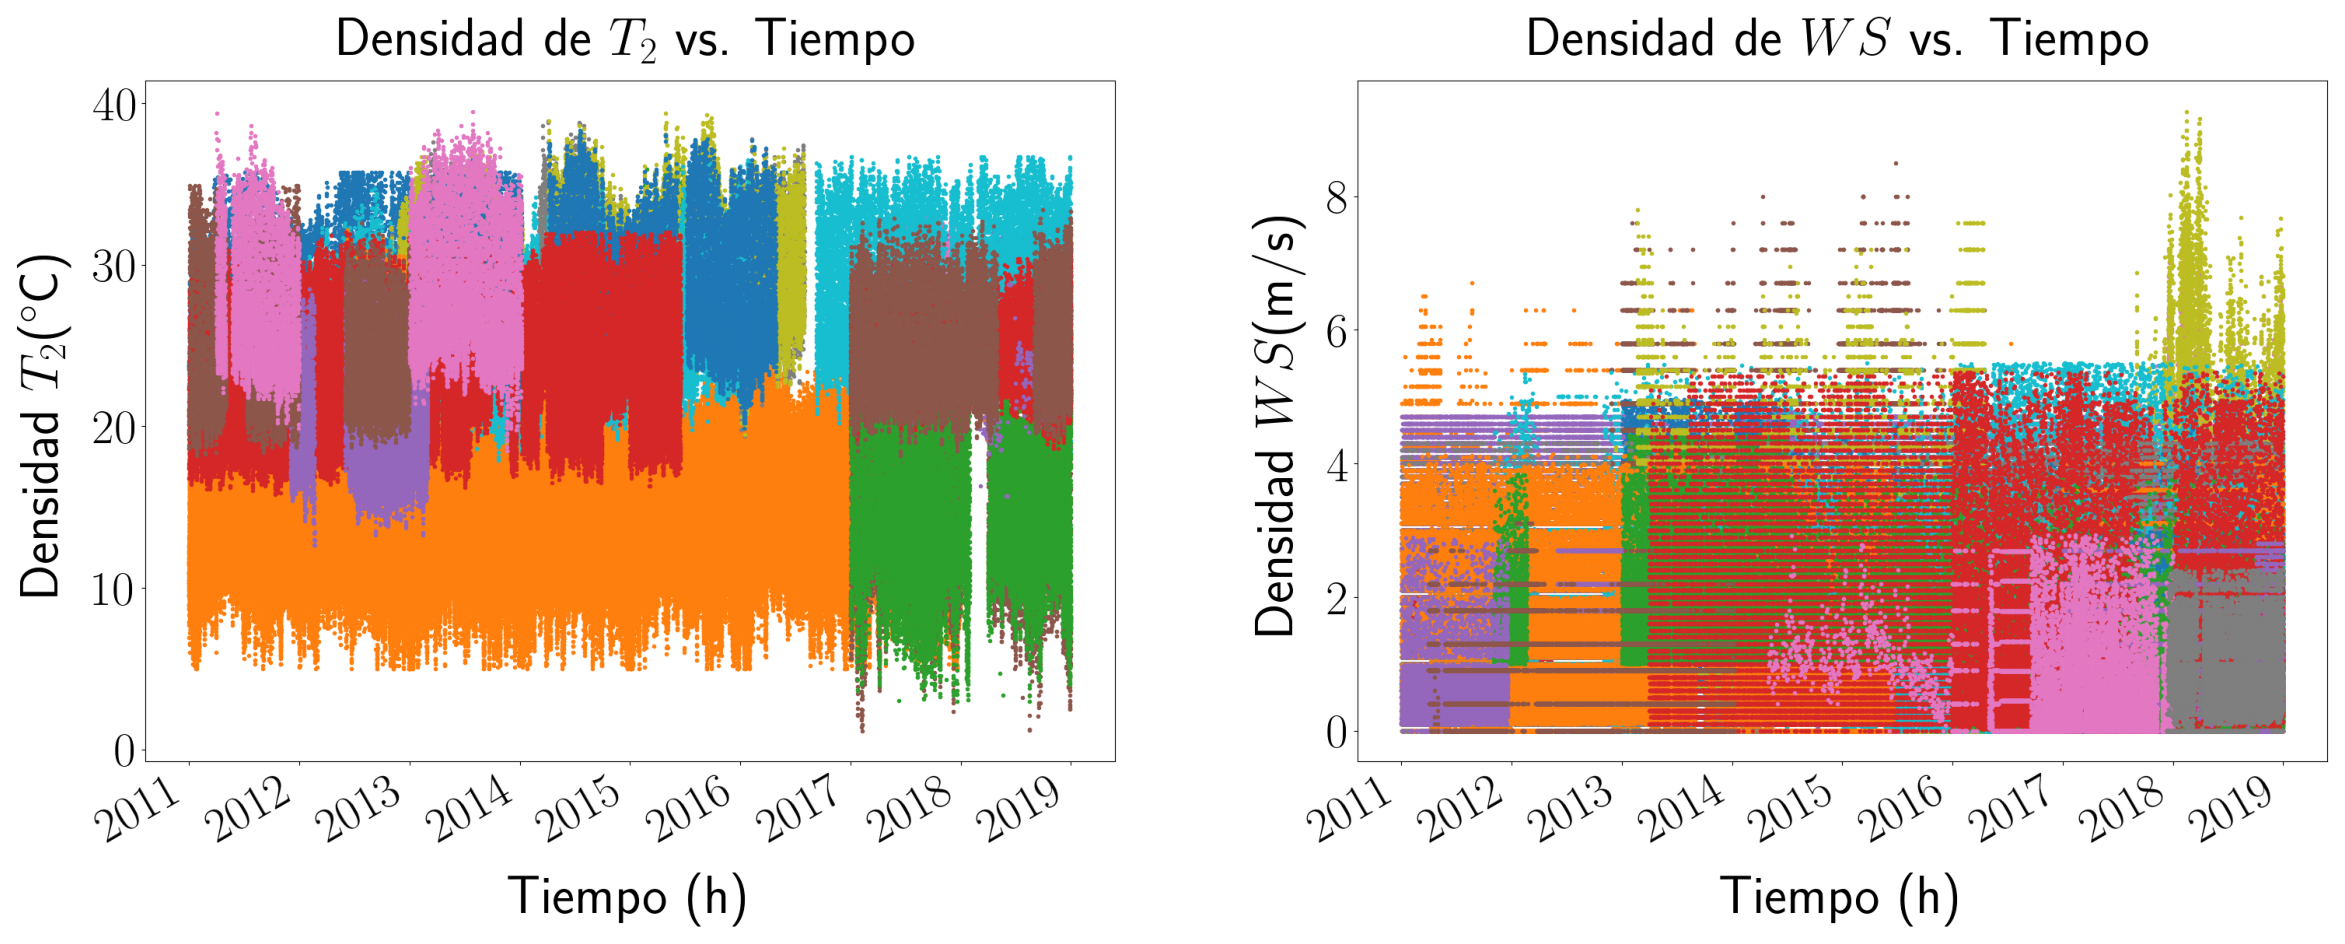 Densidad de T₂ vs. Tiempo
Densidad T₂(°C)
40
30
20
10
0
2011 2012 2013 2014 2015 2016 2017 2018 2019
Tiempo (h)
Densidad de WS vs. Tiempo
Densidad WS(m/s)
8
6
4
2
0
2011 2012 2013 2014 2015 2016 2017 2018 2019
Tiempo (h)